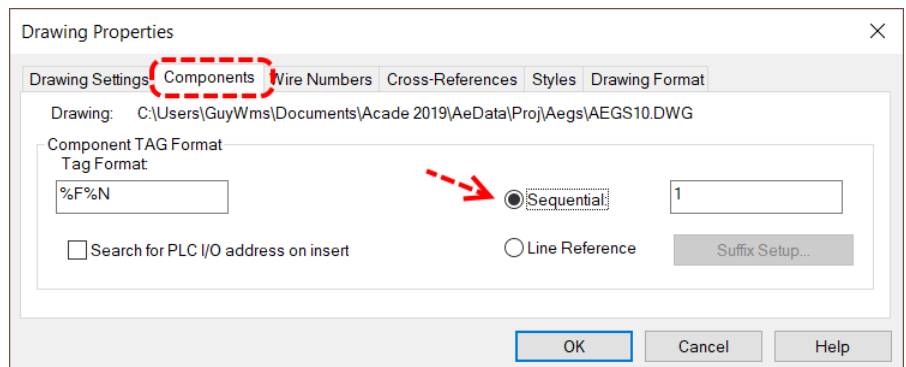 Drawing Properties
Drawing Settings Components Wire Numbers Cross-References Styles Drawing Format
Drawing: C:\Users\GuyWms\Documents\Acade 2019\AeData\Proj\Aegs\AEGS10.DWG
Component TAG Format
Tag Format:
%F%N Sequential: 1
Search for PLC I/O address on insert Line Reference Suffix Setup...
OK Cancel Help